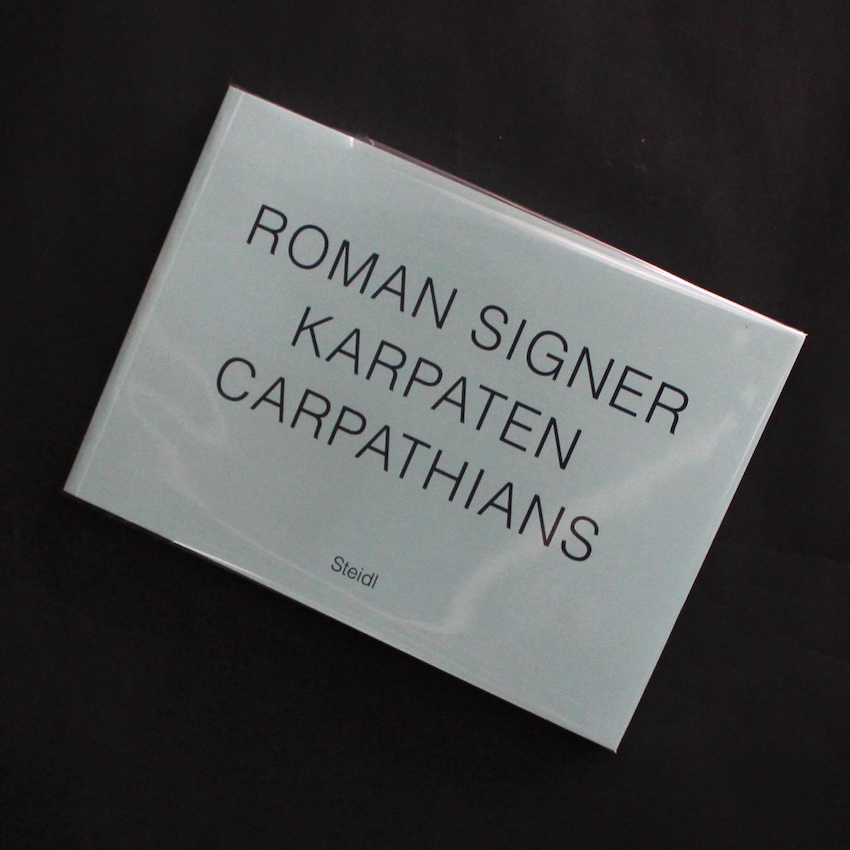 ROMAN SIGNER
KARPATEN
CARPATHIANS
Steidl